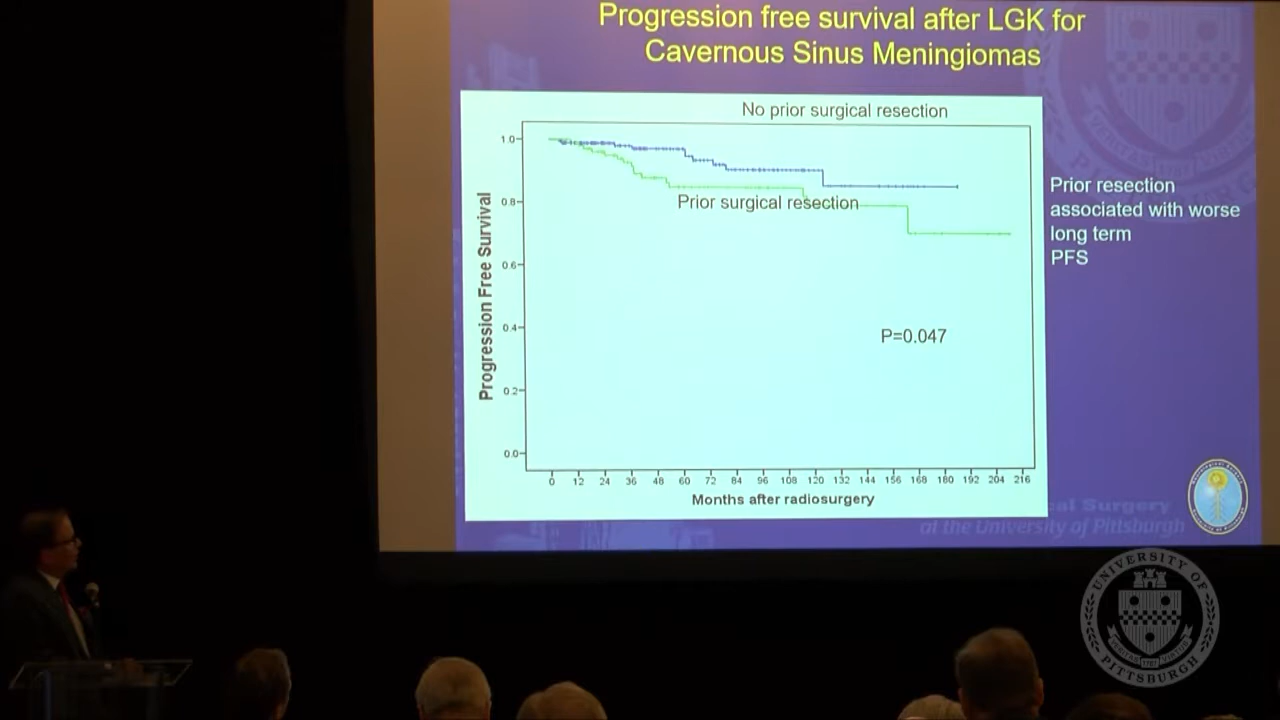 Progression free survival after LGK for
Cavernous Sinus Meningiomas
No prior surgical resection
Prior surgical resection
P=0.047
Progression Free Survival
1.0
0.8
0.6
0.4
0.2
0.0
0 12 24 36 48 60 72 84 96 108 120 132 144 156 168 180 192 204 216
Months after radiosurgery
Prior resection
associated with worse
long term
PFS
al Surgery
at the University of Pittsburgh
UNIVERSITY OF
PITTSBURGH